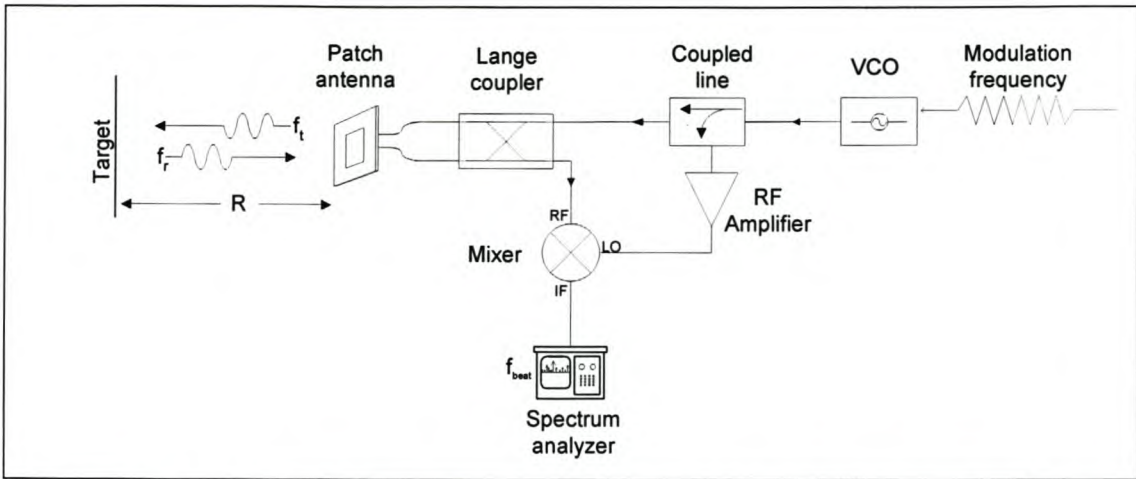 Patch
antenna
Lange
coupler
Coupled
line
VCO
Modulation
frequency
Target
f_t
f_r
R
RF
Amplifier
RF
LO
Mixer
IF
f_beat
Spectrum
analyzer